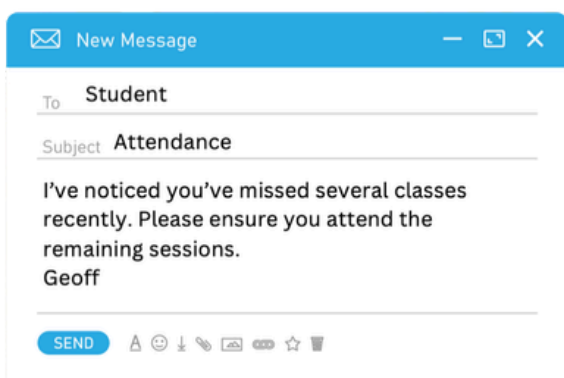 New Message
To Student
Subject Attendance
I've noticed you've missed several classes
recently. Please ensure you attend the
remaining sessions.
Geoff
SEND